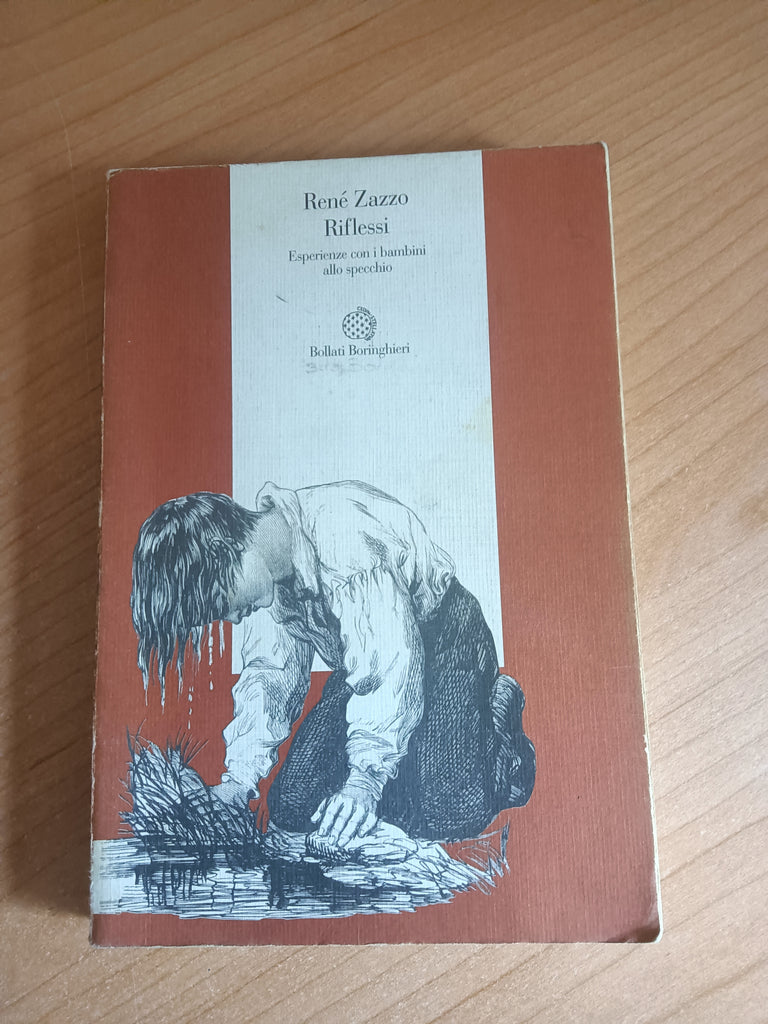 René Zazzo
Riflessi
Esperienze con i bambini
allo specchio
Bollati Boringhieri